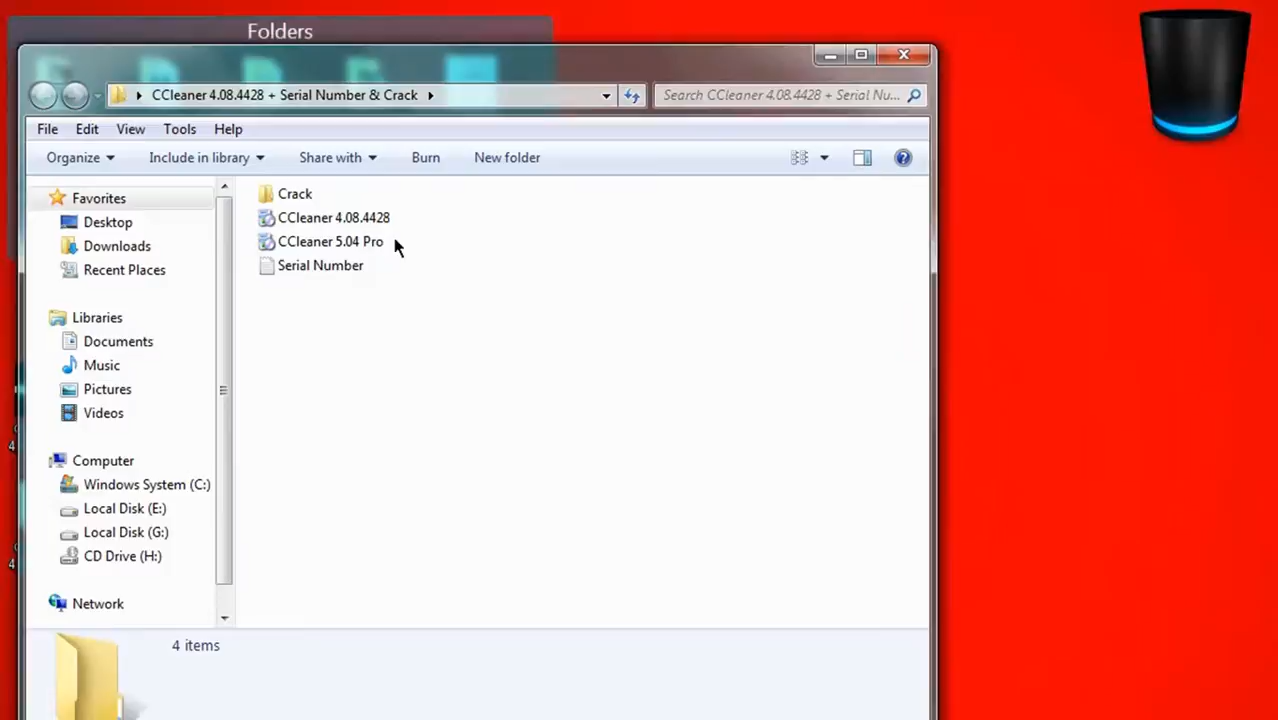 Folders
CCleaner 4.08.4428 + Serial Number & Crack
Search CCleaner 4.08.4428 + Serial Nu...
File Edit View Tools Help
Organize Include in library Share with Burn New folder
Favorites
Desktop
Downloads
Recent Places
Libraries
Documents
Music
Pictures
Videos
Computer
Windows System (C:)
Local Disk (E:)
Local Disk (G:)
CD Drive (H:)
Network
Crack
CCleaner 4.08.4428
CCleaner 5.04 Pro
Serial Number
4 items